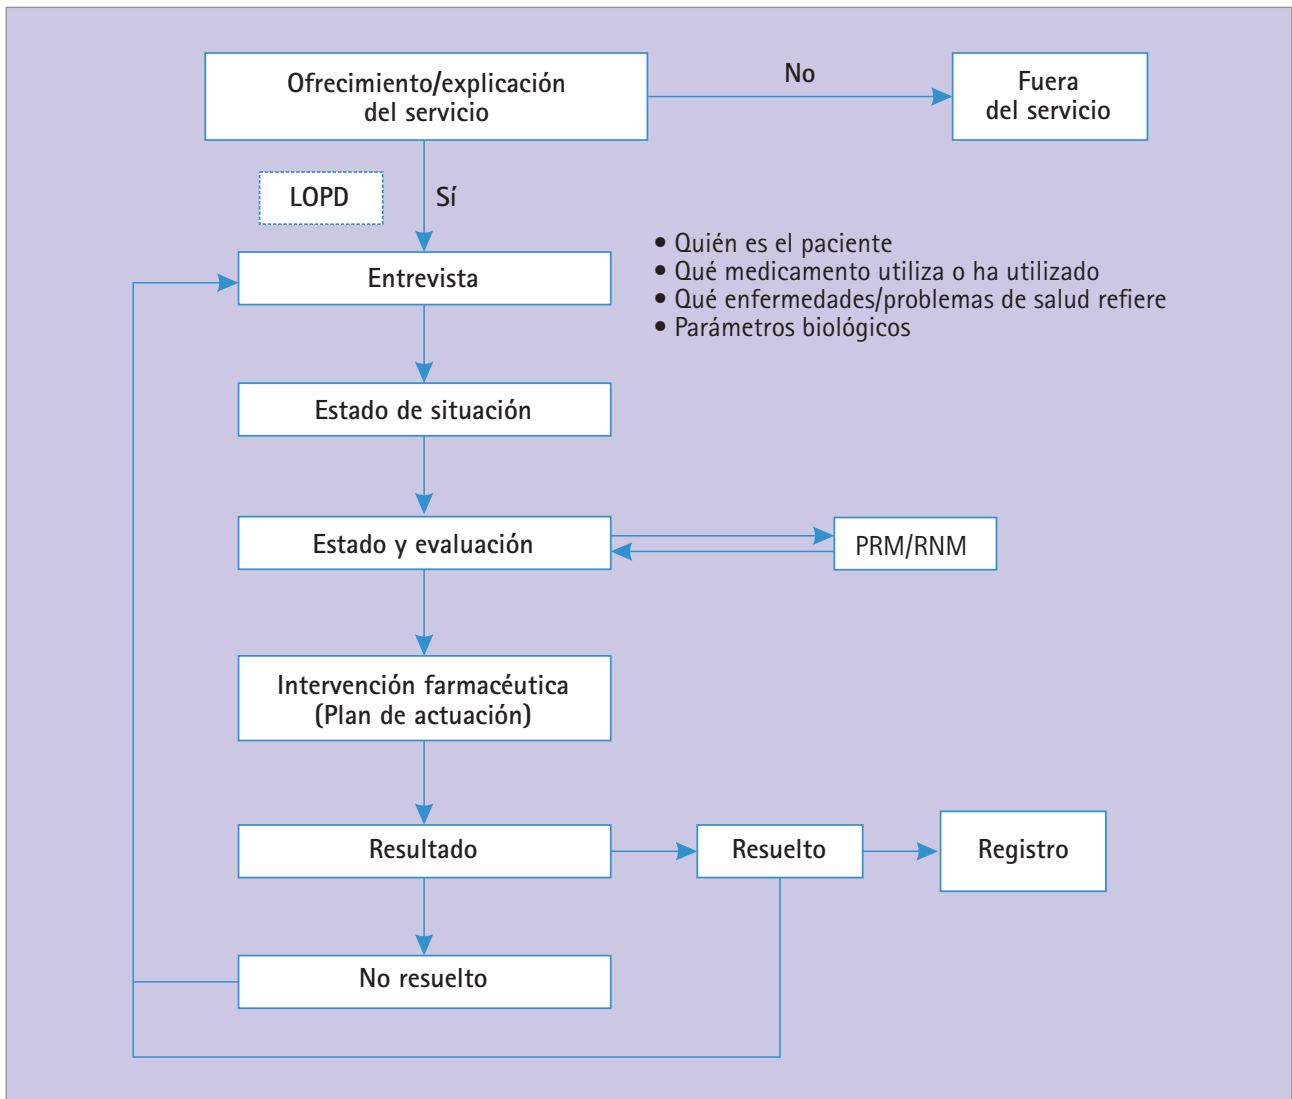 Ofrecimiento/explicación
del servicio
No
Fuera
del servicio
LOPD
Sí
• Quién es el paciente
• Qué medicamento utiliza o ha utilizado
• Qué enfermedades/problemas de salud refiere
• Parámetros biológicos
Entrevista
Estado de situación
Estado y evaluación
PRM/RNM
Intervención farmacéutica
(Plan de actuación)
Resultado
Resuelto
Registro
No resuelto